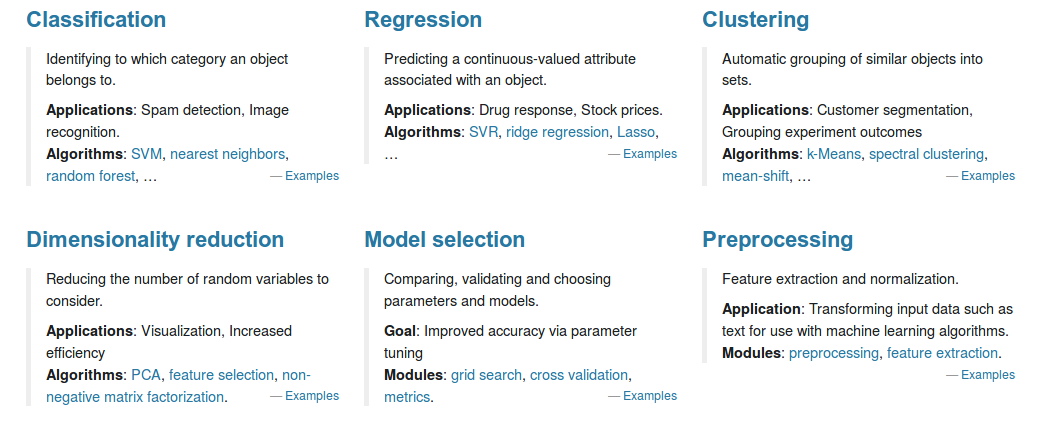 Classification
Identifying to which category an object
belongs to.
Applications: Spam detection, Image
recognition.
Algorithms: SVM, nearest neighbors,
random forest, … — Examples
Regression
Predicting a continuous-valued attribute
associated with an object.
Applications: Drug response, Stock prices.
Algorithms: SVR, ridge regression, Lasso,
… — Examples
Clustering
Automatic grouping of similar objects into
sets.
Applications: Customer segmentation,
Grouping experiment outcomes
Algorithms: k-Means, spectral clustering,
mean-shift, … — Examples
Dimensionality reduction
Reducing the number of random variables to
consider.
Applications: Visualization, Increased
efficiency
Algorithms: PCA, feature selection, non-
negative matrix factorization. — Examples
Model selection
Comparing, validating and choosing
parameters and models.
Goal: Improved accuracy via parameter
tuning
Modules: grid search, cross validation,
metrics. — Examples
Preprocessing
Feature extraction and normalization.
Application: Transforming input data such as
text for use with machine learning algorithms.
Modules: preprocessing, feature extraction.
— Examples